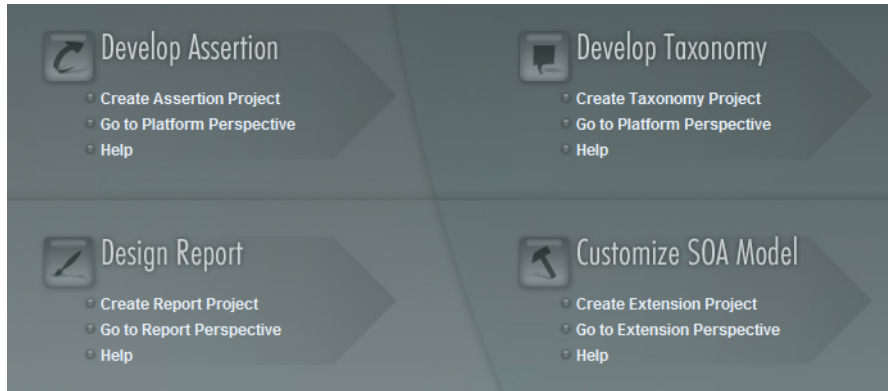 Develop Assertion
Create Assertion Project
Go to Platform Perspective
Help
Develop Taxonomy
Create Taxonomy Project
Go to Platform Perspective
Help
Design Report
Create Report Project
Go to Report Perspective
Help
Customize SOA Model
Create Extension Project
Go to Extension Perspective
Help